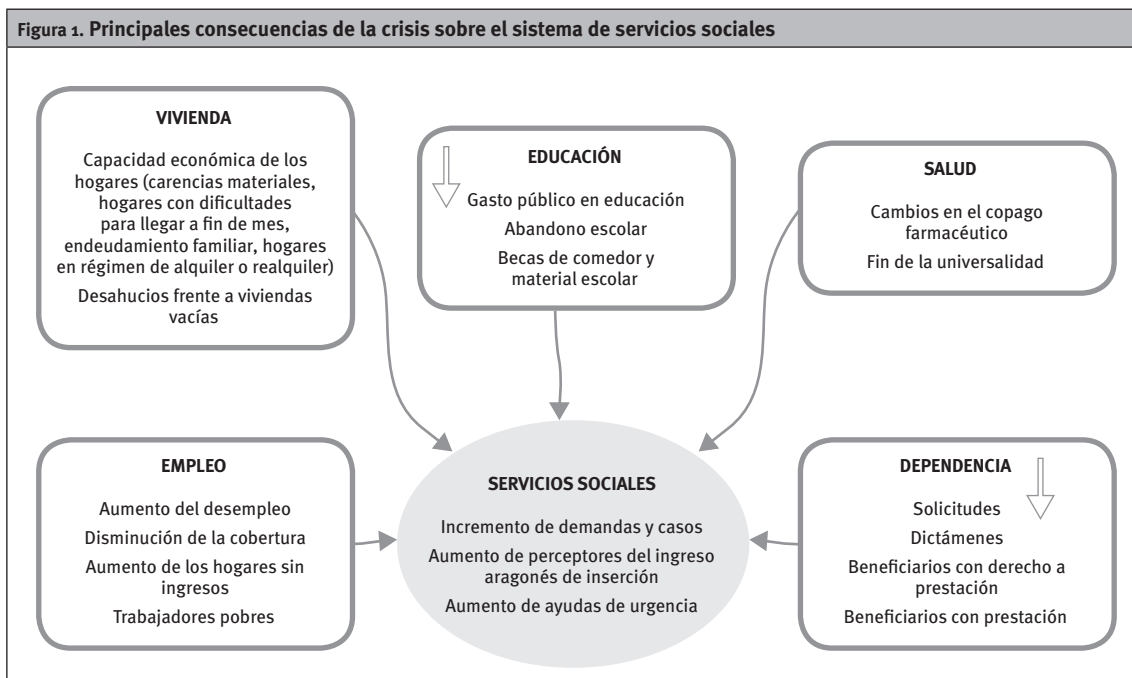 Figura 1. Principales consecuencias de la crisis sobre el sistema de servicios sociales
VIVIENDA
Capacidad económica de los
hogares (carencias materiales,
hogares con dificultades
para llegar a fin de mes,
endeudamiento familiar, hogares
en régimen de alquiler o realquiler)
Desahucios frente a viviendas
vacías
EDUCACIÓN
Gasto público en educación
Abandono escolar
Becas de comedor y
material escolar
SALUD
Cambios en el copago
farmacéutico
Fin de la universalidad
EMPLEO
Aumento del desempleo
Disminución de la cobertura
Aumento de los hogares sin
ingresos
Trabajadores pobres
SERVICIOS SOCIALES
Incremento de demandas y casos
Aumento de perceptores del ingreso
aragonés de inserción
Aumento de ayudas de urgencia
DEPENDENCIA
Solicitudes
Dictámenes
Beneficiarios con derecho a
prestación
Beneficiarios con prestación